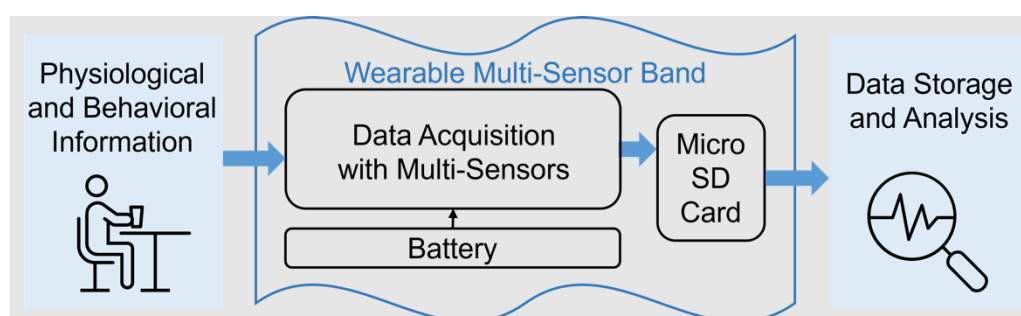 Physiological
and Behavioral
Information
Wearable Multi-Sensor Band
Data Acquisition
with Multi-Sensors
Battery
Micro
SD
Card
Data Storage
and Analysis